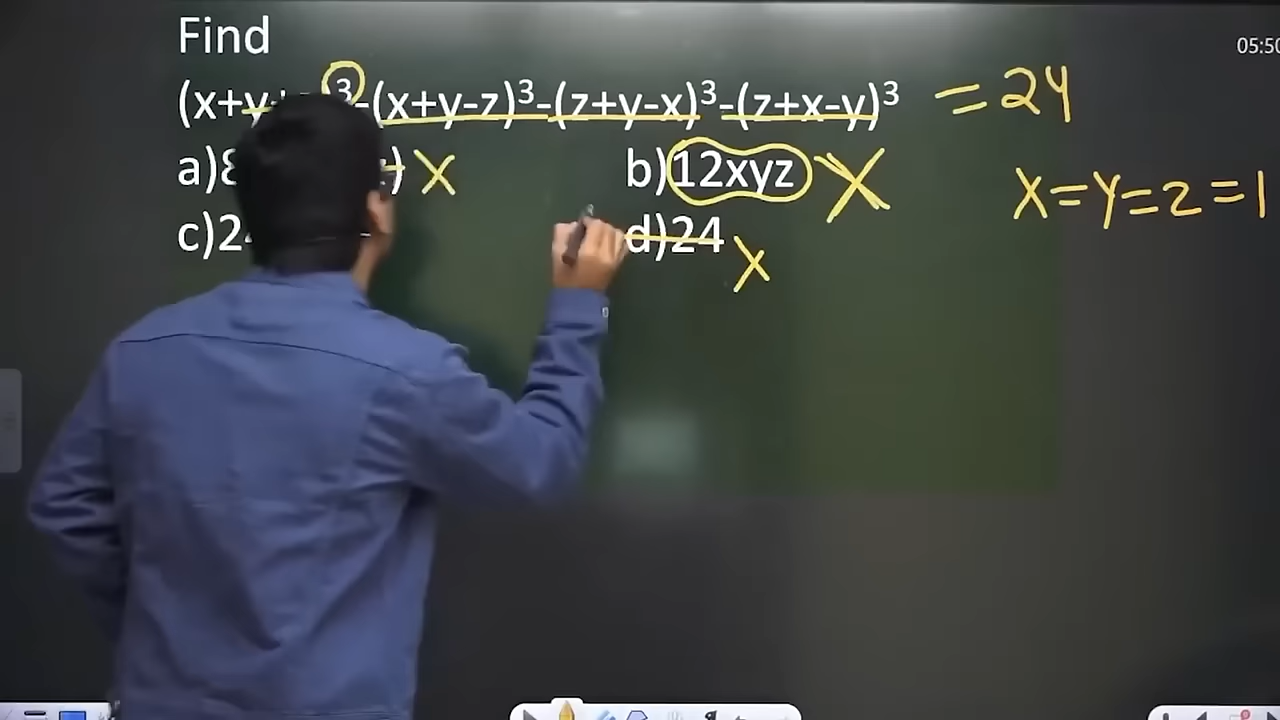 Find
05:50
(x+y+ 3-(x+y-z)³-(z+y-x)³-(z+x-y)³ = 24
a)8 ) X b)12xyz X
x=y=z=1
c)24 d)24 X